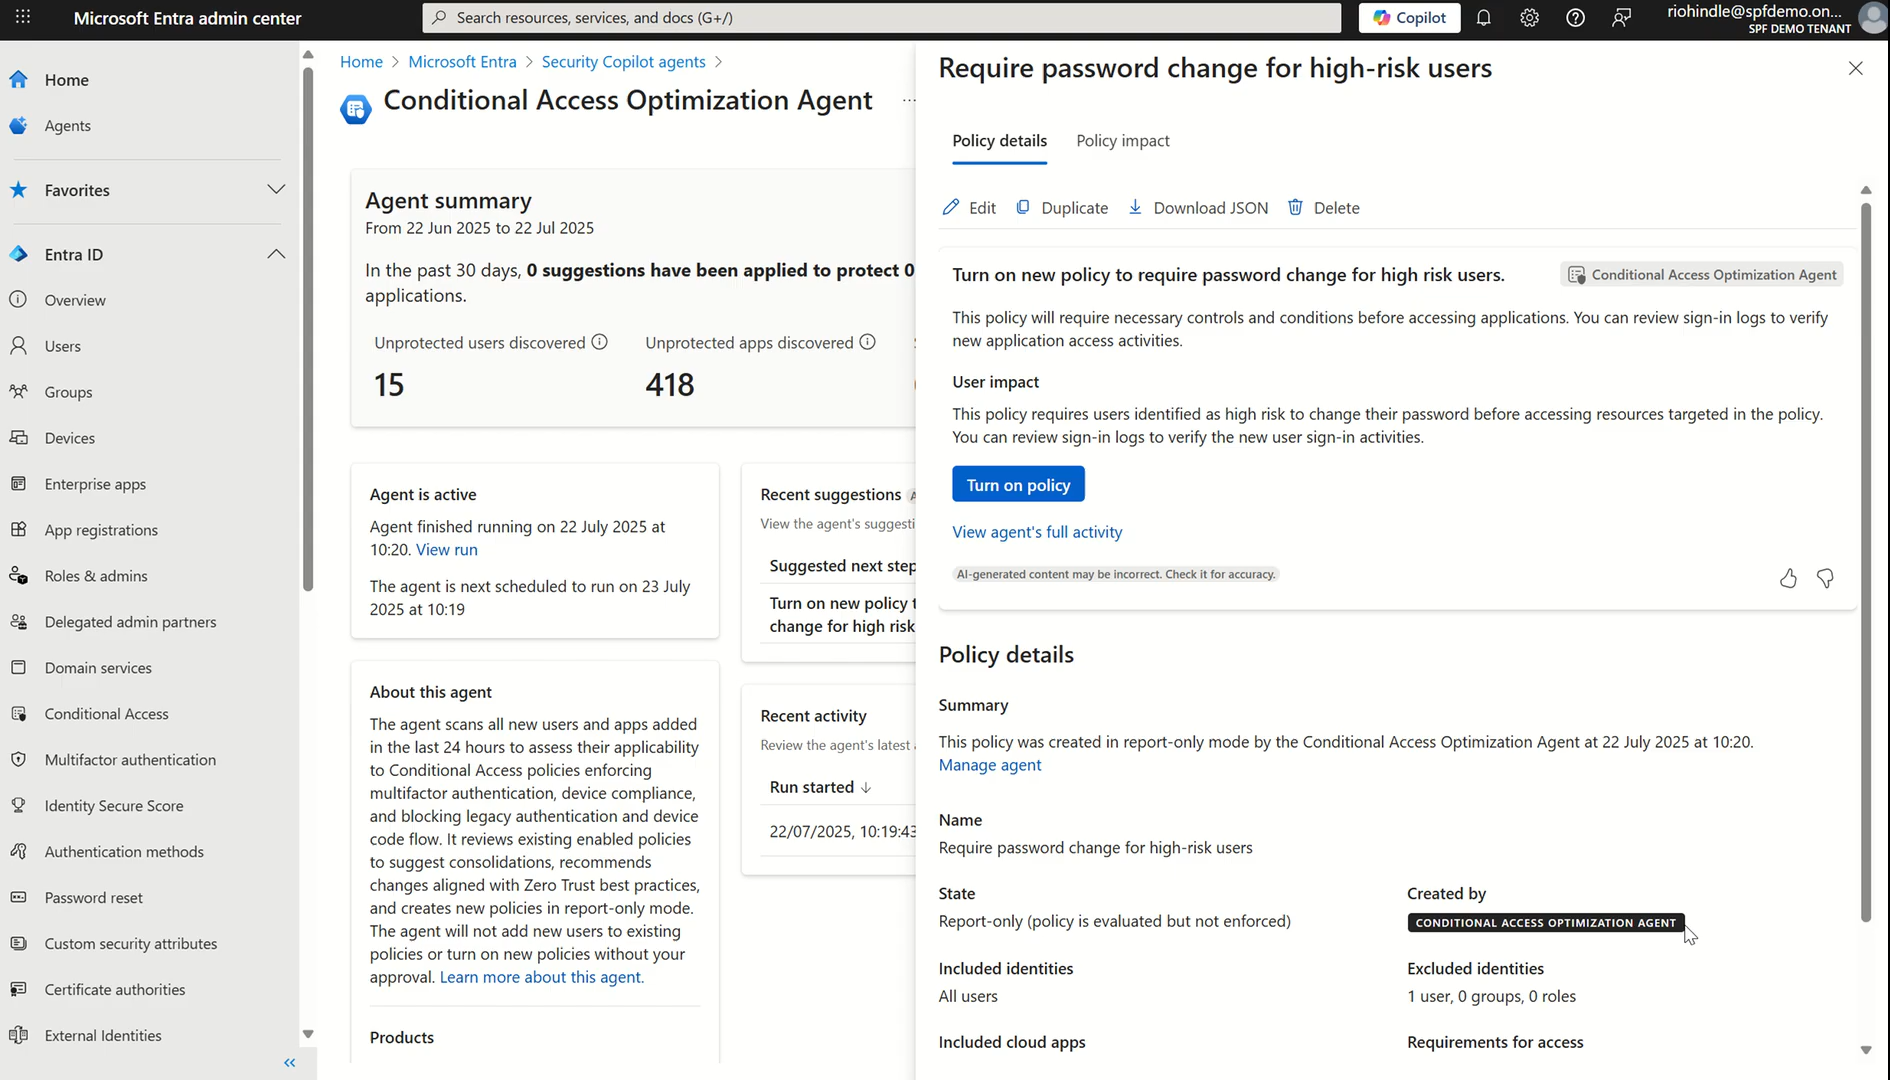 Microsoft Entra admin center
Search resources, services, and docs (G+/)
Copilot
riohindle@spfdemo.on...
SPF DEMO TENANT
Home
Agents
Favorites
Entra ID
Overview
Users
Groups
Devices
Enterprise apps
App registrations
Roles & admins
Delegated admin partners
Domain services
Conditional Access
Multifactor authentication
Identity Secure Score
Authentication methods
Password reset
Custom security attributes
Certificate authorities
External Identities
Home > Microsoft Entra > Security Copilot agents >
Conditional Access Optimization Agent ...
Agent summary
From 22 Jun 2025 to 22 Jul 2025
In the past 30 days, 0 suggestions have been applied to protect 0
applications.
Unprotected users discovered
15
Unprotected apps discovered
418
Agent is active
Agent finished running on 22 July 2025 at
10:20. View run
The agent is next scheduled to run on 23 July
2025 at 10:19
About this agent
The agent scans all new users and apps added
in the last 24 hours to assess their applicability
to Conditional Access policies enforcing
multifactor authentication, device compliance,
and blocking legacy authentication and device
code flow. It reviews existing enabled policies
to suggest consolidations, recommends
changes aligned with Zero Trust best practices,
and creates new policies in report-only mode.
The agent will not add new users to existing
policies or turn on new policies without your
approval. Learn more about this agent.
Products
Recent suggestions
View the agent's suggesti
Suggested next step
Turn on new policy t
change for high risk
Recent activity
Review the agent's latest
Run started ↓
22/07/2025, 10:19:43
Require password change for high-risk users
Policy details
Policy impact
Edit
Duplicate
Download JSON
Delete
Turn on new policy to require password change for high risk users.
Conditional Access Optimization Agent
This policy will require necessary controls and conditions before accessing applications. You can review sign-in logs to verify
new application access activities.
User impact
This policy requires users identified as high risk to change their password before accessing resources targeted in the policy.
You can review sign-in logs to verify the new user sign-in activities.
Turn on policy
View agent's full activity
AI-generated content may be incorrect. Check it for accuracy.
Policy details
Summary
This policy was created in report-only mode by the Conditional Access Optimization Agent at 22 July 2025 at 10:20.
Manage agent
Name
Require password change for high-risk users
State
Report-only (policy is evaluated but not enforced)
Created by
CONDITIONAL ACCESS OPTIMIZATION AGENT
Included identities
All users
Excluded identities
1 user, 0 groups, 0 roles
Included cloud apps
Requirements for access